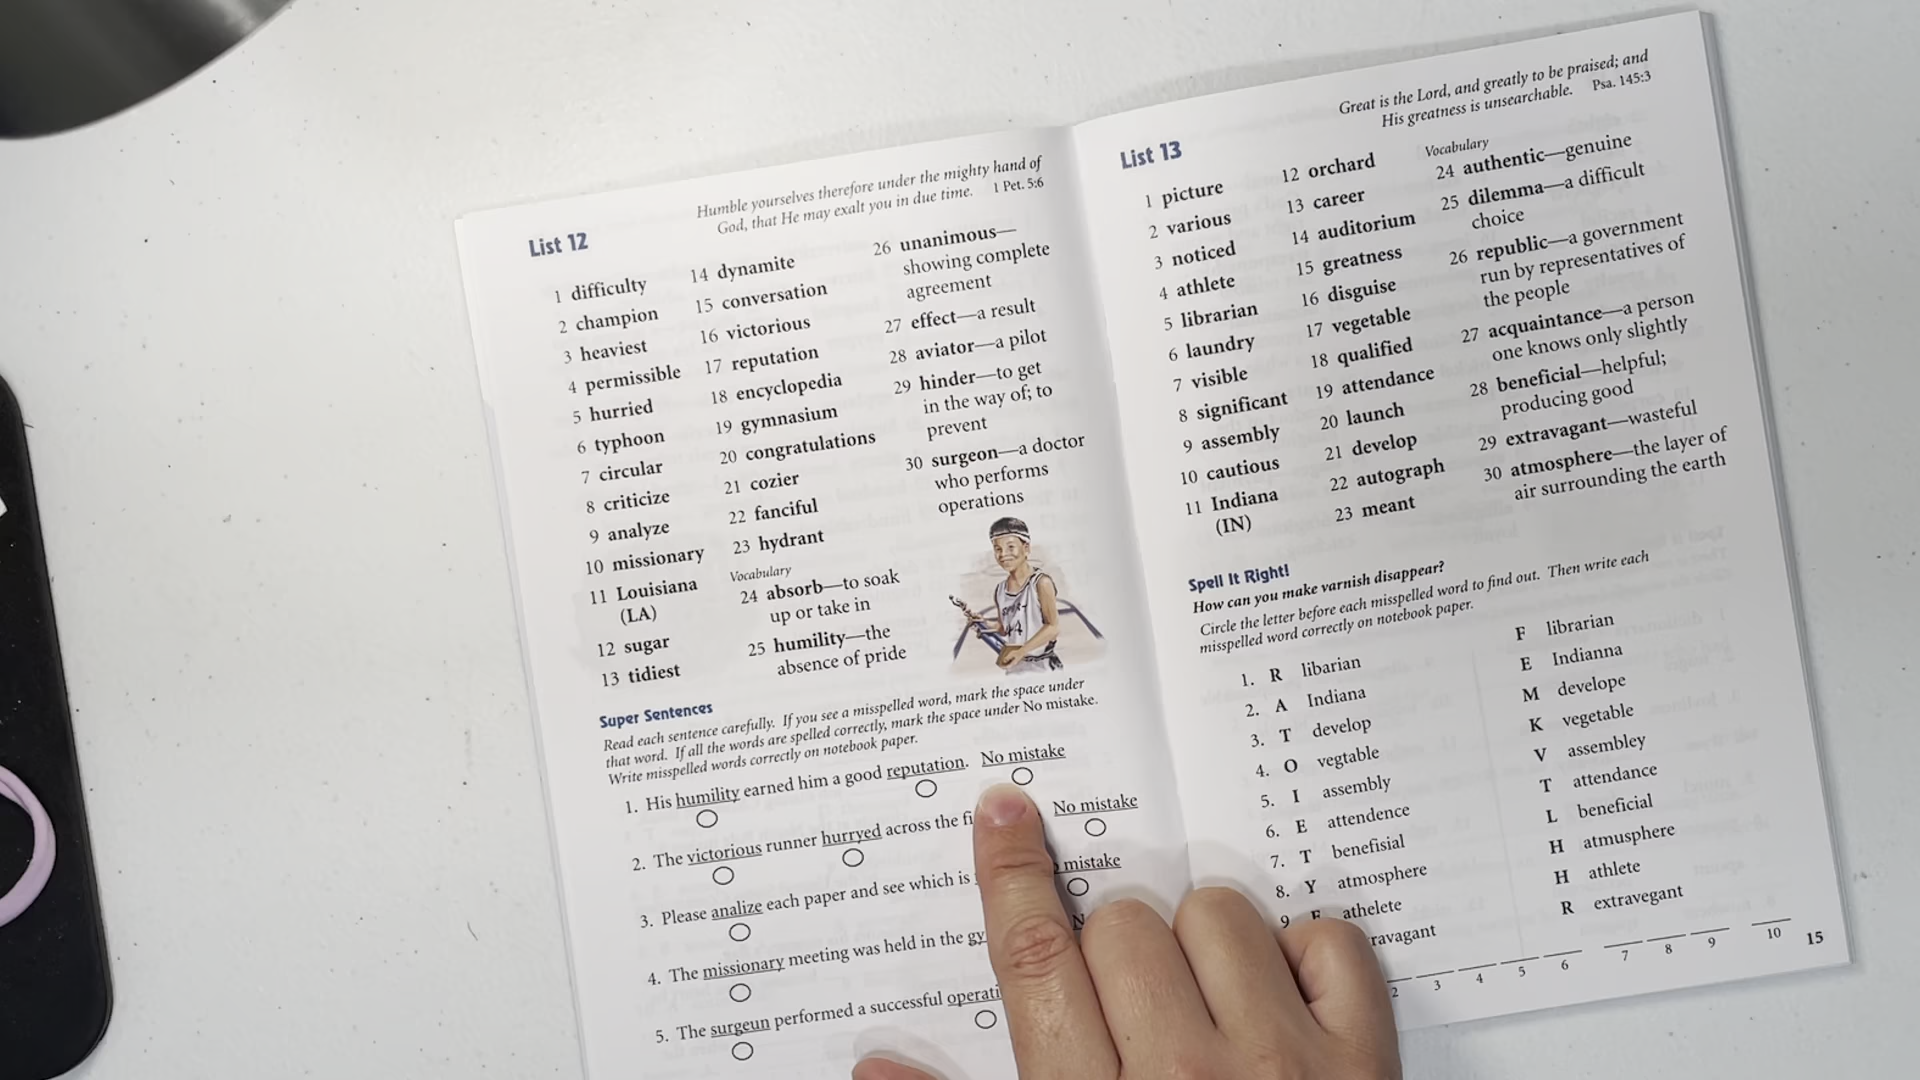 Humble yourselves therefore under the mighty hand of
God, that He may exalt you in due time. 1 Pet. 5:6
List 12
1 difficulty
2 champion
3 heaviest
4 permissible
5 hurried
6 typhoon
7 circular
8 criticize
9 analyze
10 missionary
11 Louisiana
(LA)
12 sugar
13 tidiest
14 dynamite
15 conversation
16 victorious
17 reputation
18 encyclopedia
19 gymnasium
20 congratulations
21 cozier
22 fanciful
23 hydrant
Vocabulary
24 absorb—to soak
up or take in
25 humility—the
absence of pride
26 unanimous—
showing complete
agreement
27 effect—a result
28 aviator—a pilot
29 hinder—to get
in the way of; to
prevent
30 surgeon—a doctor
who performs
operations
Super Sentences
Read each sentence carefully. If you see a misspelled word, mark the space under
that word. If all the words are spelled correctly, mark the space under No mistake.
Write misspelled words correctly on notebook paper.
1. His humility earned him a good reputation. No mistake
2. The victorious runner hurryed across the No mistake
3. Please analize each paper and see which is mistake
4. The missionary meeting was held in the
5. The surgeun performed a successful
Great is the Lord, and greatly to be praised; and
His greatness is unsearchable. Psa. 145:3
List 13
1 picture
2 various
3 noticed
4 athlete
5 librarian
6 laundry
7 visible
8 significant
9 assembly
10 cautious
11 Indiana
(IN)
12 orchard
13 career
14 auditorium
15 greatness
16 disguise
17 vegetable
18 qualified
19 attendance
20 launch
21 develop
22 autograph
23 meant
Vocabulary
24 authentic—genuine
25 dilemma—a difficult
choice
26 republic—a government
run by representatives of
the people
27 acquaintance—a person
one knows only slightly
28 beneficial—helpful;
producing good
29 extravagant—wasteful
30 atmosphere—the layer of
air surrounding the earth
Spell It Right!
How can you make varnish disappear?
Circle the letter before each misspelled word to find out. Then write each
misspelled word correctly on notebook paper.
1. R libarian F librarian
2. A Indiana E Indianna
3. T develop M develope
4. O vegtable K vegetable
5. I assembly V assembley
6. E attendence T attendance
7. T benefisial L beneficial
8. Y atmosphere H atmusphere
9 athelete H athlete
ravagant R extravegant
2 3 4 5 6 7 8 9 10
15